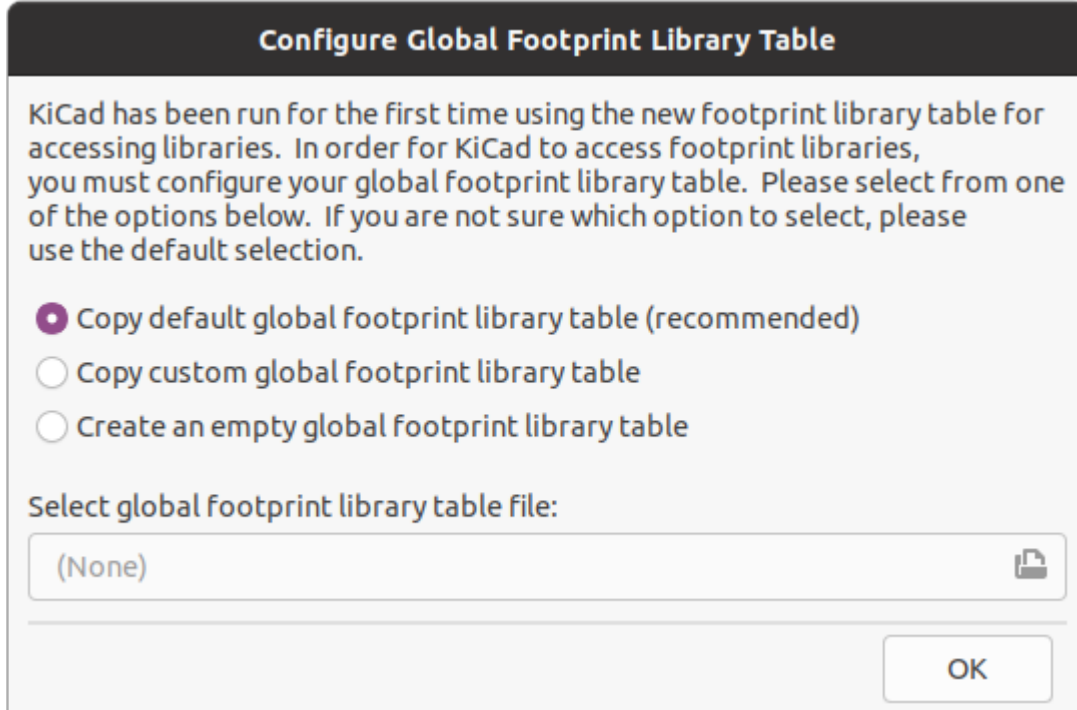 Configure Global Footprint Library Table
KiCad has been run for the first time using the new footprint library table for
accessing libraries.  In order for KiCad to access footprint libraries,
you must configure your global footprint library table.  Please select from one
of the options below.  If you are not sure which option to select, please
use the default selection.
Copy default global footprint library table (recommended)
Copy custom global footprint library table
Create an empty global footprint library table
Select global footprint library table file:
(None)
OK